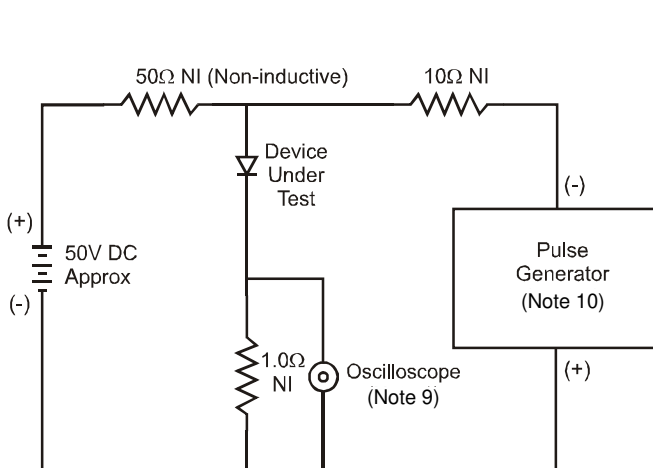 50Ω NI (Non-inductive)
10Ω NI
Device
Under
Test
(-)
(+)
50V DC
Approx
(-)
Pulse
Generator
(Note 10)
1.0Ω
NI
Oscilloscope
(Note 9)
(+)